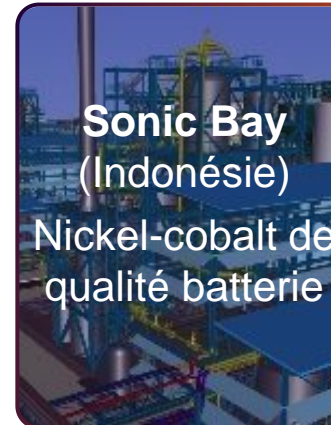 Sonic Bay
(Indonésie)
Nickel-cobalt de
qualité batterie